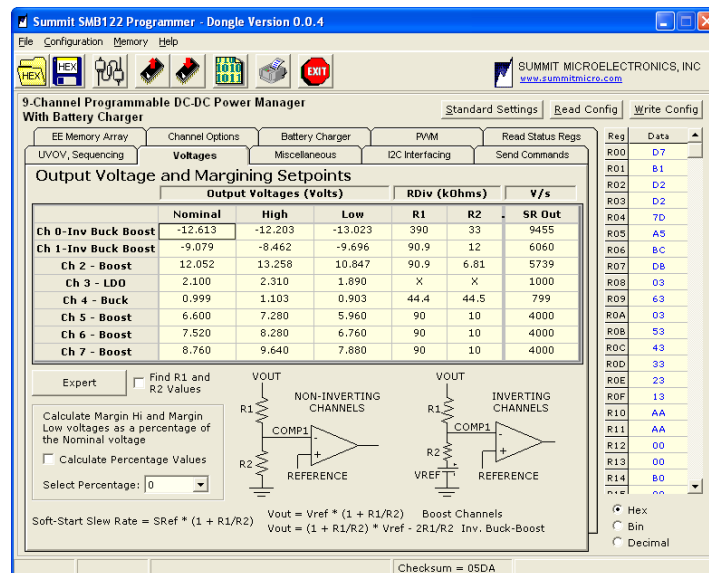 Summit SMB122 Programmer - Dongle Version 0.0.4
File Configuration Memory Help
HEX HEX 1010 1011 EXIT
SUMMIT MICROELECTRONICS, INC
www.summitmicro.com
9-Channel Programmable DC-DC Power Manager
With Battery Charger
Standard Settings Read Config Write Config
EE Memory Array Channel Options Battery Charger PWM Read Status Regs
UVOV, Sequencing Voltages Miscellaneous I2C Interfacing Send Commands
Output Voltage and Margining Setpoints
Output Voltages (Volts) RDiv (kOhms) V/s
Nominal High Low R1 R2 SR Out
Ch 0-Inv Buck Boost -12.613 -12.203 -13.023 390 33 9455
Ch 1-Inv Buck Boost -9.079 -8.462 -9.696 90.9 12 6060
Ch 2 - Boost 12.052 13.258 10.847 90.9 6.81 5739
Ch 3 - LDO 2.100 2.310 1.890 X X 1000
Ch 4 - Buck 0.999 1.103 0.903 44.4 44.5 799
Ch 5 - Boost 6.600 7.280 5.960 90 10 4000
Ch 6 - Boost 7.520 8.280 6.760 90 10 4000
Ch 7 - Boost 8.760 9.640 7.880 90 10 4000
Expert
Find R1 and
R2 Values
Calculate Margin Hi and Margin
Low voltages as a percentage of
the Nominal voltage
Calculate Percentage Values
Select Percentage: 0
VOUT
R1
NON-INVERTING
CHANNELS
COMP1
R2
REFERENCE
VOUT
R1
INVERTING
CHANNELS
COMP1
R2
VREF
REFERENCE
Soft-Start Slew Rate = SRef * (1 + R1/R2)
Vout = Vref * (1 + R1/R2) Boost Channels
Vout = (1 + R1/R2) * Vref - 2R1/R2 Inv. Buck-Boost
Reg Data
R00 D7
R01 B1
R02 D2
R03 D2
R04 7D
R05 A5
R06 BC
R07 DB
R08 03
R09 63
R0A 03
R0B 53
R0C 43
R0D 33
R0E 23
R0F 13
R10 AA
R11 AA
R12 00
R13 00
R14 B0
Hex
Bin
Decimal
Checksum = 05DA